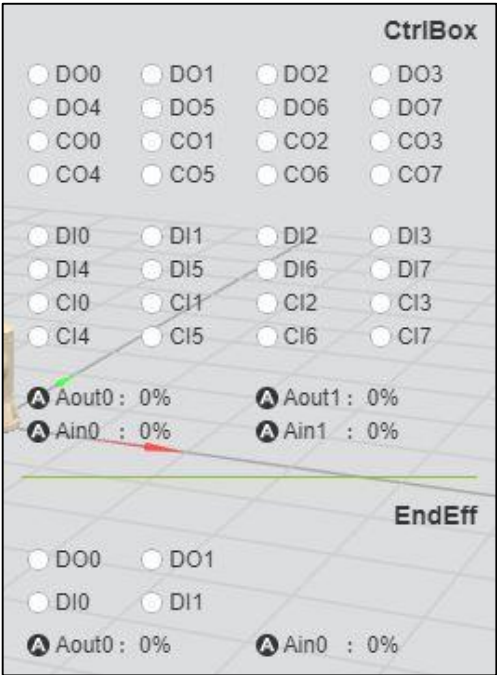 CtrlBox
DO0 DO1 DO2 DO3
DO4 DO5 DO6 DO7
CO0 CO1 CO2 CO3
CO4 CO5 CO6 CO7
DI0 DI1 DI2 DI3
DI4 DI5 DI6 DI7
CI0 CI1 CI2 CI3
CI4 CI5 CI6 CI7
A Aout0 : 0% A Aout1 : 0%
A Ain0 : 0% A Ain1 : 0%
EndEff
DO0 DO1
DI0 DI1
A Aout0 : 0% A Ain0 : 0%